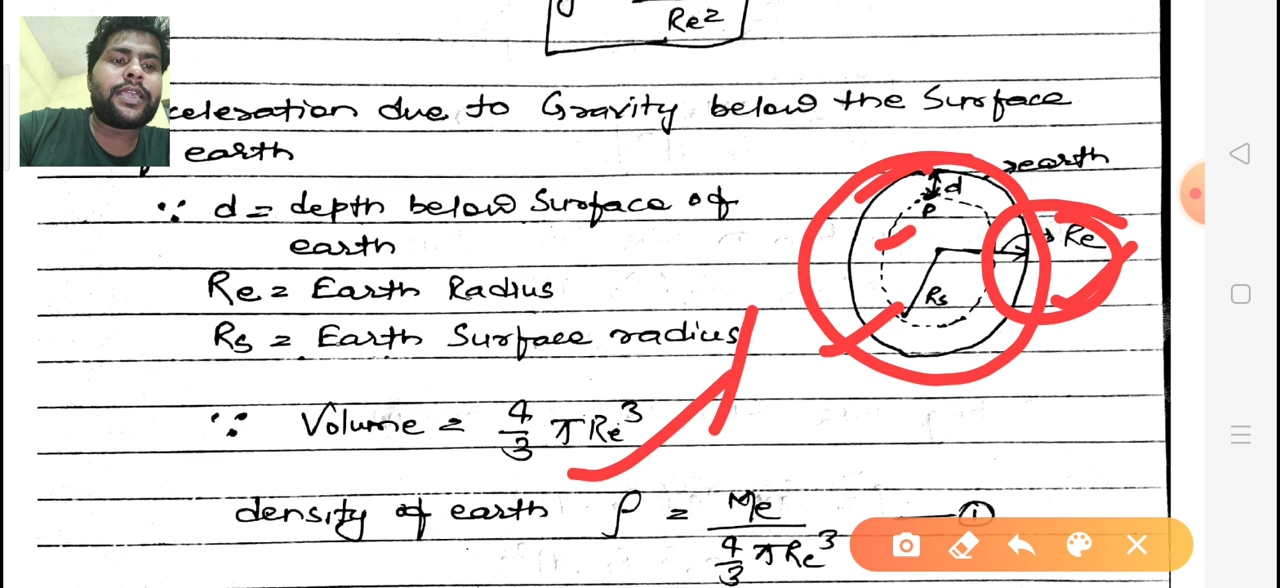 Re²
celeration due to Gravity below the Surface
earth
∵ d = depth below Surface of
earth
Re = Earth Radius
Rs = Earth Surface radius
∵ Volume = 4/3 π Re³
density of earth ρ = Me / 4/3 π Re³ — ①
earth
d
P
Re
Rs